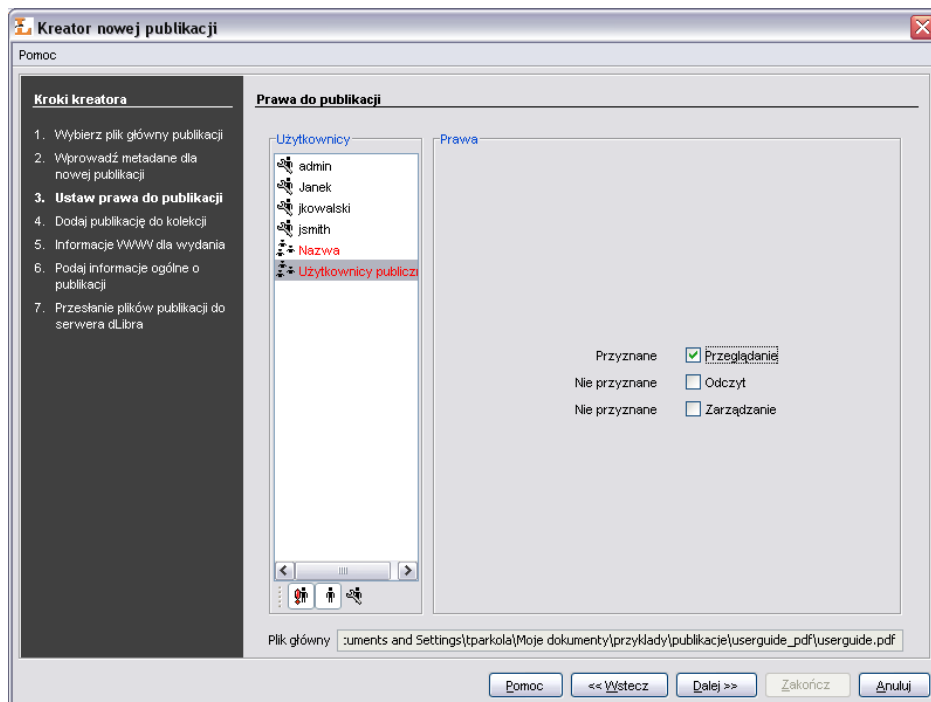 Kreator nowej publikacji
Pomoc
Kroki kreatora
1. Wybierz plik główny publikacji
2. Wprowadź metadane dla
nowej publikacji
3. Ustaw prawa do publikacji
4. Dodaj publikację do kolekcji
5. Informacje WWW dla wydania
6. Podaj informacje ogólne o
publikacji
7. Przesłanie plików publikacji do
serwera dLibra
Prawa do publikacji
Użytkownicy
admin
Janek
jkowalski
jsmith
Nazwa
Użytkownicy publiczn
Prawa
Przyznane Przeglądanie
Nie przyznane Odczyt
Nie przyznane Zarządzanie
Plik główny :uments and Settings\tparkola\Moje dokumenty\przyklady\publikacje\userguide_pdf\userguide.pdf
Pomoc << Wstecz Dalej >> Zakończ Anuluj